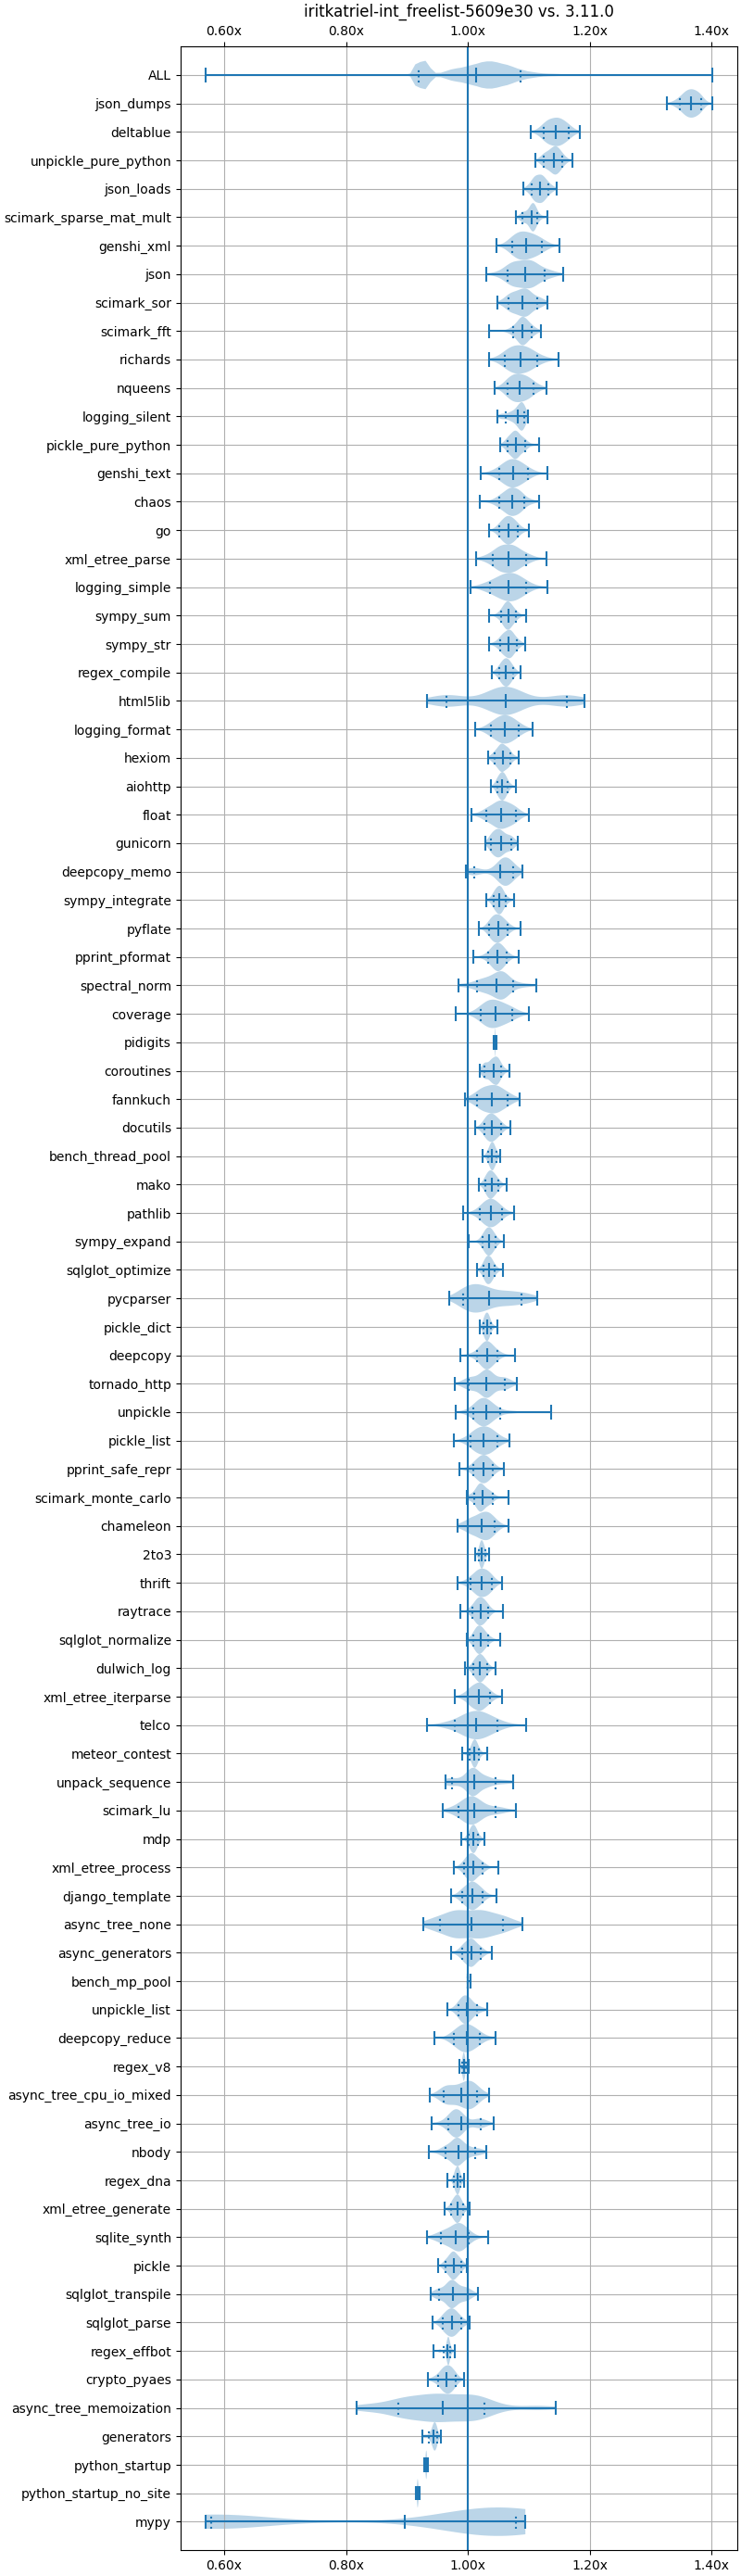 iritkatriel-int_freelist-5609e30 vs. 3.11.0
0.60x 0.80x 1.00x 1.20x 1.40x
ALL
json_dumps
deltablue
unpickle_pure_python
json_loads
scimark_sparse_mat_mult
genshi_xml
json
scimark_sor
scimark_fft
richards
nqueens
logging_silent
pickle_pure_python
genshi_text
chaos
go
xml_etree_parse
logging_simple
sympy_sum
sympy_str
regex_compile
html5lib
logging_format
hexiom
aiohttp
float
gunicorn
deepcopy_memo
sympy_integrate
pyflate
pprint_pformat
spectral_norm
coverage
pidigits
coroutines
fannkuch
docutils
bench_thread_pool
mako
pathlib
sympy_expand
sqlglot_optimize
pycparser
pickle_dict
deepcopy
tornado_http
unpickle
pickle_list
pprint_safe_repr
scimark_monte_carlo
chameleon
2to3
thrift
raytrace
sqlglot_normalize
dulwich_log
xml_etree_iterparse
telco
meteor_contest
unpack_sequence
scimark_lu
mdp
xml_etree_process
django_template
async_tree_none
async_generators
bench_mp_pool
unpickle_list
deepcopy_reduce
regex_v8
async_tree_cpu_io_mixed
async_tree_io
nbody
regex_dna
xml_etree_generate
sqlite_synth
pickle
sqlglot_transpile
sqlglot_parse
regex_effbot
crypto_pyaes
async_tree_memoization
generators
python_startup
python_startup_no_site
mypy
0.60x 0.80x 1.00x 1.20x 1.40x